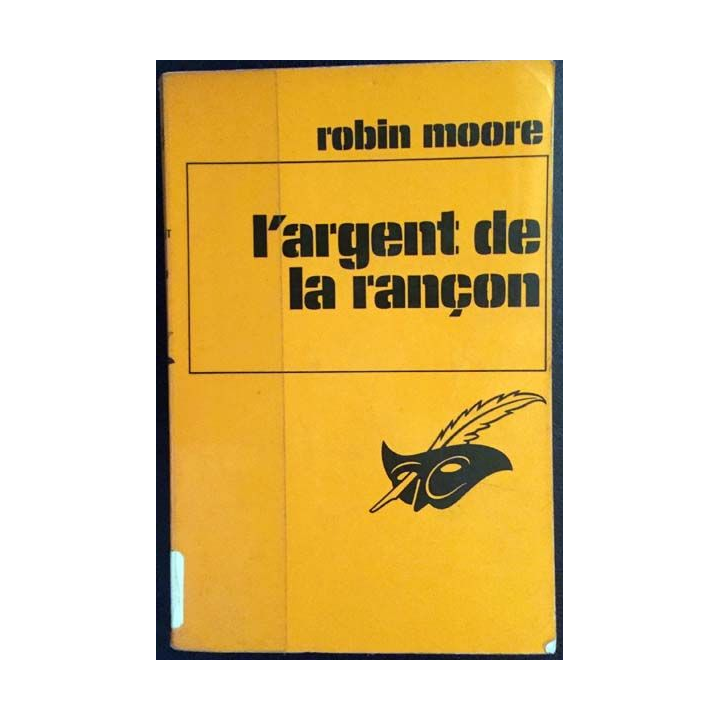 robin moore
l'argent de
la rançon